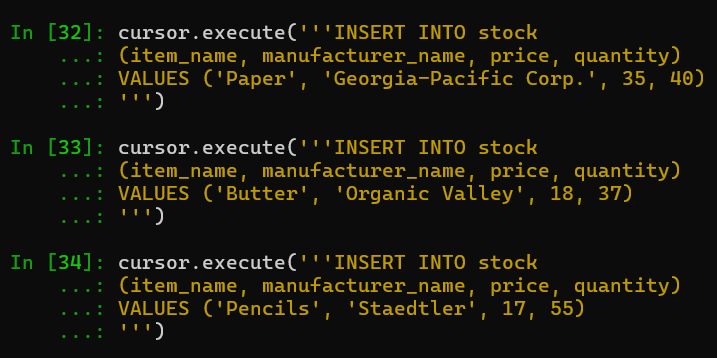 In [32]: cursor.execute('''INSERT INTO stock
...: (item_name, manufacturer_name, price, quantity)
...: VALUES ('Paper', 'Georgia-Pacific Corp.', 35, 40)
...: ''')
In [33]: cursor.execute('''INSERT INTO stock
...: (item_name, manufacturer_name, price, quantity)
...: VALUES ('Butter', 'Organic Valley', 18, 37)
...: ''')
In [34]: cursor.execute('''INSERT INTO stock
...: (item_name, manufacturer_name, price, quantity)
...: VALUES ('Pencils', 'Staedtler', 17, 55)
...: ''')